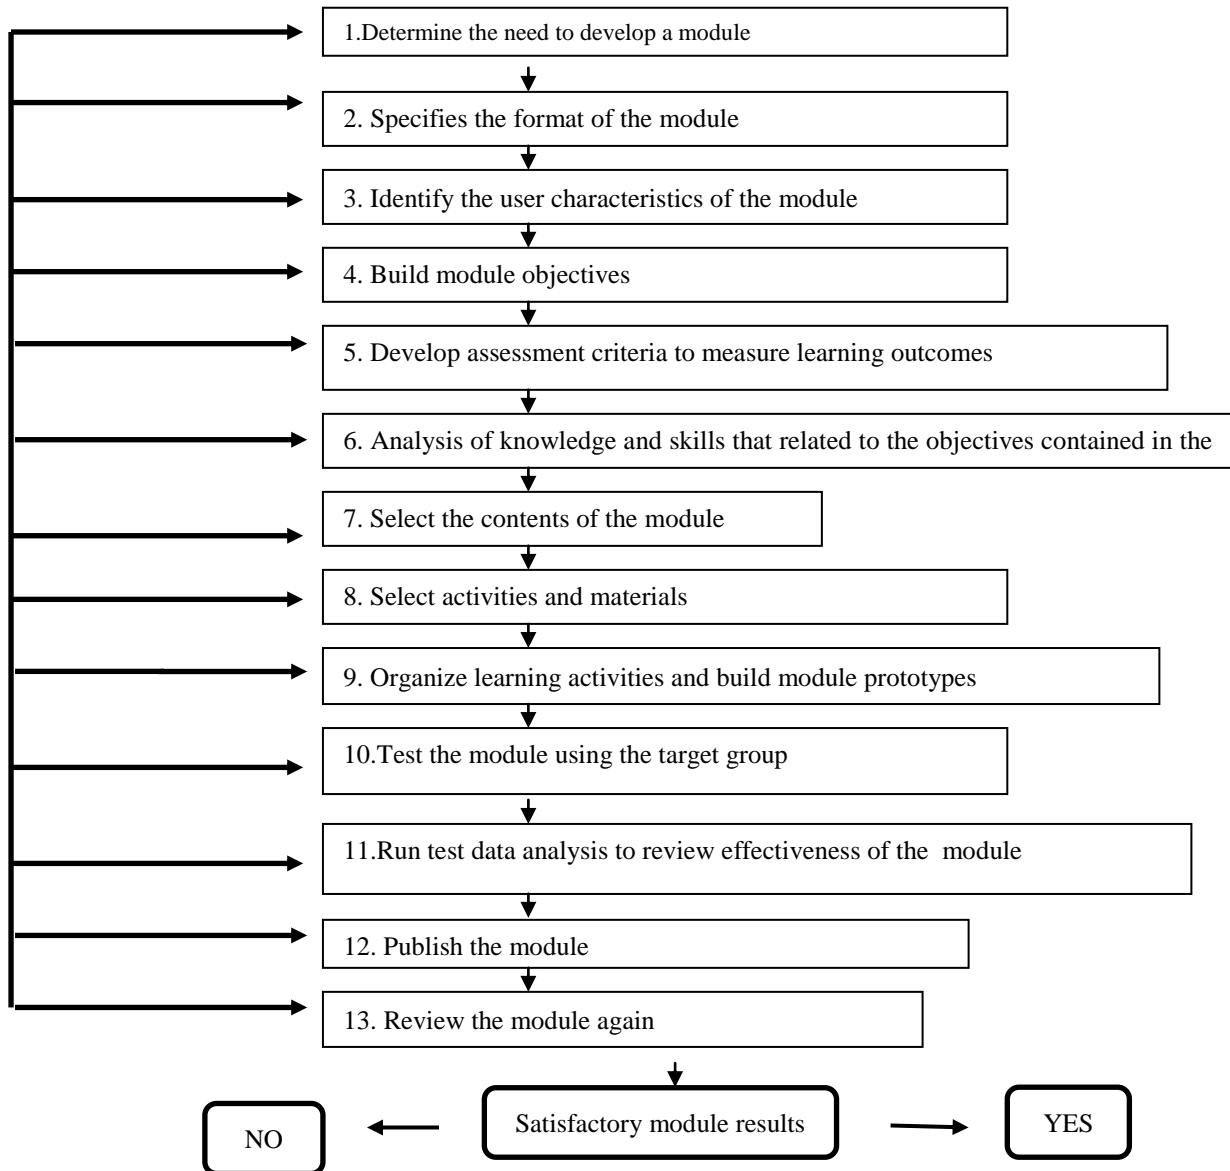 1.Determine the need to develop a module
2. Specifies the format of the module
3. Identify the user characteristics of the module
4. Build module objectives
5. Develop assessment criteria to measure learning outcomes
6. Analysis of knowledge and skills that related to the objectives contained in the
7. Select the contents of the module
8. Select activities and materials
9. Organize learning activities and build module prototypes
10.Test the module using the target group
11.Run test data analysis to review effectiveness of the  module
12. Publish the module
13. Review the module again
NO
Satisfactory module results
YES